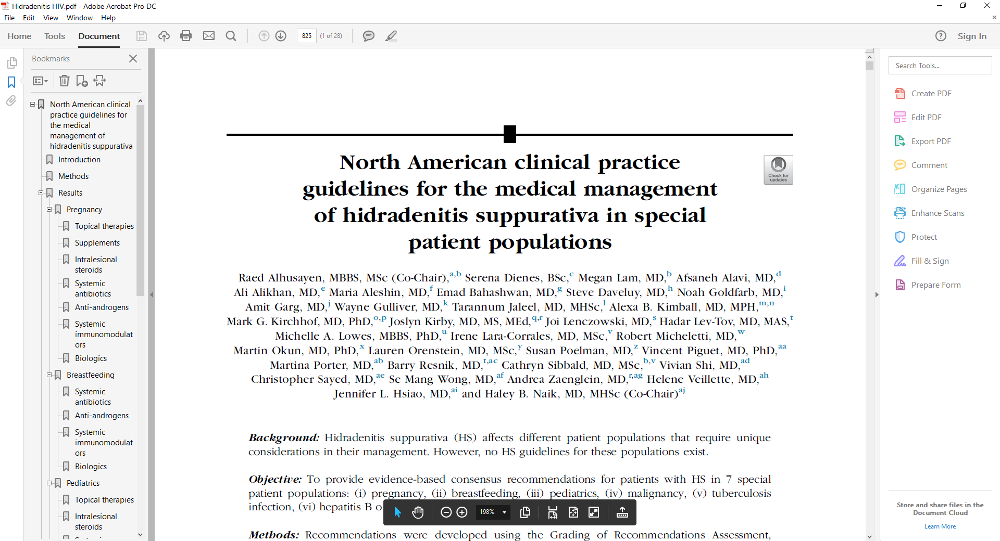 Hidradenitis HIV.pdf - Adobe Acrobat Pro DC
File Edit View Window Help
Home Tools Document 825 (1 of 28) Sign In
Bookmarks
North American clinical
practice guidelines for
the medical
management of
hidradenitis suppurativa
Introduction
Methods
Results
Pregnancy
Topical therapies
Supplements
Intralesional
steroids
Systemic
antibiotics
Anti-androgens
Systemic
immunomodulat
ors
Biologics
Breastfeeding
Systemic
antibiotics
Anti-androgens
Systemic
immunomodulat
ors
Biologics
Pediatrics
Topical therapies
Intralesional
steroids
North American clinical practice
guidelines for the medical management
of hidradenitis suppurativa in special
patient populations
Check for
updates
Raed Alhusayen, MBBS, MSc (Co-Chair),a,b Serena Dienes, BSc,c Megan Lam, MD,b Afsaneh Alavi, MD,d
Ali Alikhan, MD,e Maria Aleshin, MD,f Emad Bahashwan, MD,g Steve Daveluy, MD,h Noah Goldfarb, MD,i
Amit Garg, MD,j Wayne Gulliver, MD,k Tarannum Jaleel, MD, MHSc,l Alexa B. Kimball, MD, MPH,m,n
Mark G. Kirchhof, MD, PhD,o,p Joslyn Kirby, MD, MS, MEd,q,r Joi Lenczowski, MD,s Hadar Lev-Tov, MD, MAS,t
Michelle A. Lowes, MBBS, PhD,u Irene Lara-Corrales, MD, MSc,v Robert Micheletti, MD,w
Martin Okun, MD, PhD,x Lauren Orenstein, MD, MSc,y Susan Poelman, MD,z Vincent Piguet, MD, PhD,aa
Martina Porter, MD,ab Barry Resnik, MD,t,ac Cathryn Sibbald, MD, MSc,b,v Vivian Shi, MD,ad
Christopher Sayed, MD,ae Se Mang Wong, MD,af Andrea Zaenglein, MD,r,ag Helene Veillette, MD,ah
Jennifer L. Hsiao, MD,ai and Haley B. Naik, MD, MHSc (Co-Chair)aj
Background: Hidradenitis suppurativa (HS) affects different patient populations that require unique
considerations in their management. However, no HS guidelines for these populations exist.
Objective: To provide evidence-based consensus recommendations for patients with HS in 7 special
patient populations: (i) pregnancy, (ii) breastfeeding, (iii) pediatrics, (iv) malignancy, (v) tuberculosis
infection, (vi) hepatitis B
198%
Methods: Recommendations were developed using the Grading of Recommendations Assessment,
Search Tools...
Create PDF
Edit PDF
Export PDF
Comment
Organize Pages
Enhance Scans
Protect
Fill & Sign
Prepare Form
Store and share files in the
Document Cloud
Learn More